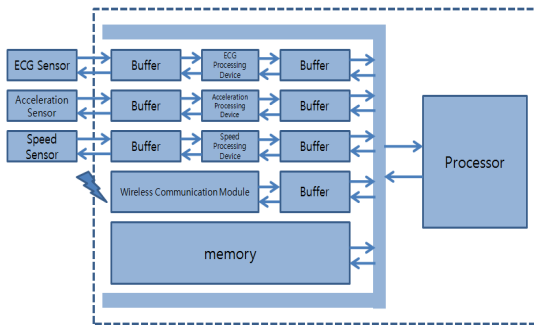 ECG Sensor
Buffer
ECG
Processing
Device
Buffer
Acceleration
Sensor
Buffer
Acceleration
Processing
Device
Buffer
Speed
Sensor
Buffer
Speed
Processing
Device
Buffer
Wireless Communication Module
Buffer
memory
Processor